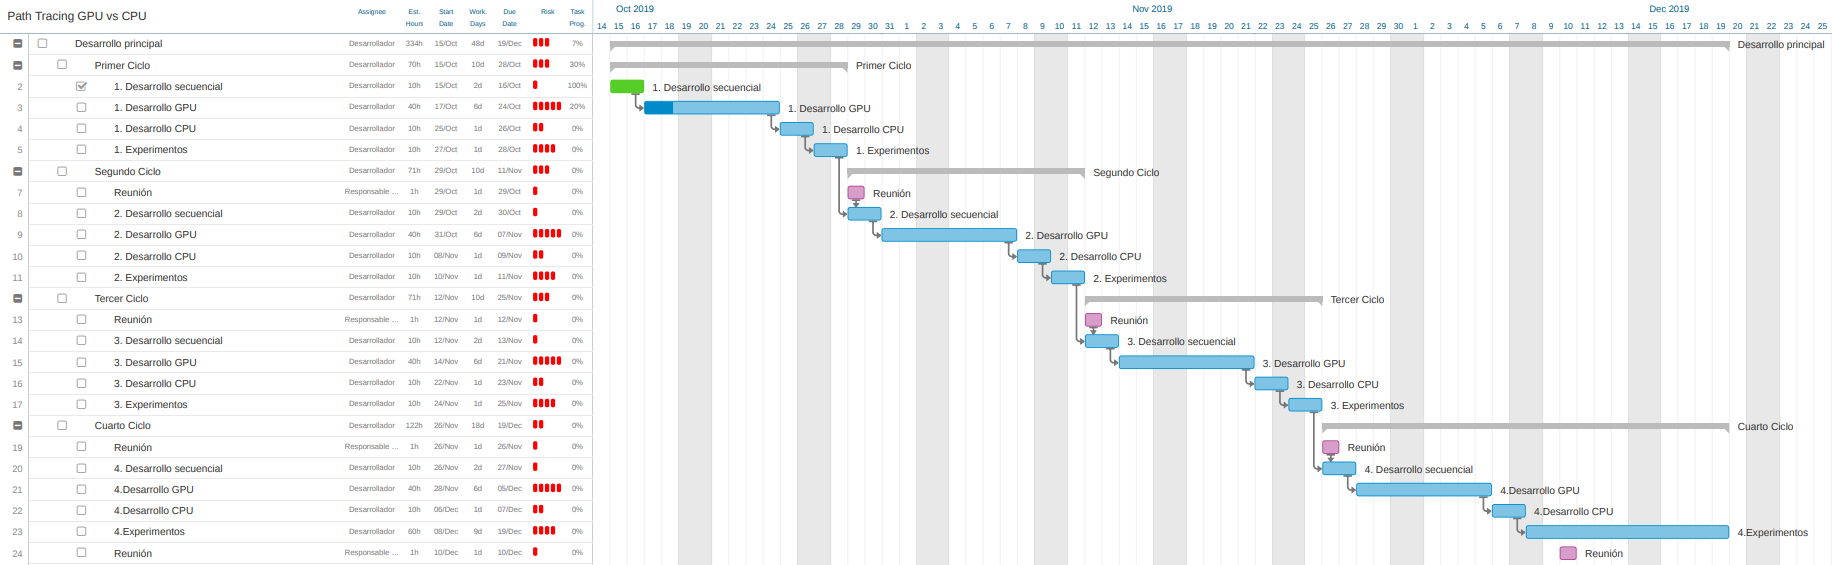 Path Tracing GPU vs CPU Assignee Est. Hours Start Date Work. Days Due Date Risk Task Prog.
Oct 2019 Nov 2019 Dec 2019
14 15 16 17 18 19 20 21 22 23 24 25 26 27 28 29 30 31 1 2 3 4 5 6 7 8 9 10 11 12 13 14 15 16 17 18 19 20 21 22 23 24 25 26 27 28 29 30 1 2 3 4 5 6 7 8 9 10 11 12 13 14 15 16 17 18 19 20 21 22 23 24 25
Desarrollo principal Desarrollador 334h 15/Oct 48d 19/Dec 7% Desarrollo principal
Primer Ciclo Desarrollador 70h 15/Oct 10d 28/Oct 30% Primer Ciclo
2 1. Desarrollo secuencial Desarrollador 10h 15/Oct 2d 16/Oct 100% 1. Desarrollo secuencial
3 1. Desarrollo GPU Desarrollador 40h 17/Oct 6d 24/Oct 20% 1. Desarrollo GPU
4 1. Desarrollo CPU Desarrollador 10h 25/Oct 1d 26/Oct 0% 1. Desarrollo CPU
5 1. Experimentos Desarrollador 10h 27/Oct 1d 28/Oct 0% 1. Experimentos
Segundo Ciclo Desarrollador 71h 29/Oct 10d 11/Nov 0% Segundo Ciclo
7 Reunión Responsable ... 1h 29/Oct 1d 29/Oct 0% Reunión
8 2. Desarrollo secuencial Desarrollador 10h 29/Oct 2d 30/Oct 0% 2. Desarrollo secuencial
9 2. Desarrollo GPU Desarrollador 40h 31/Oct 6d 07/Nov 0% 2. Desarrollo GPU
10 2. Desarrollo CPU Desarrollador 10h 08/Nov 1d 09/Nov 0% 2. Desarrollo CPU
11 2. Experimentos Desarrollador 10h 10/Nov 1d 11/Nov 0% 2. Experimentos
Tercer Ciclo Desarrollador 71h 12/Nov 10d 25/Nov 0% Tercer Ciclo
13 Reunión Responsable ... 1h 12/Nov 1d 12/Nov 0% Reunión
14 3. Desarrollo secuencial Desarrollador 10h 12/Nov 2d 13/Nov 0% 3. Desarrollo secuencial
15 3. Desarrollo GPU Desarrollador 40h 14/Nov 6d 21/Nov 0% 3. Desarrollo GPU
16 3. Desarrollo CPU Desarrollador 10h 22/Nov 1d 23/Nov 0% 3. Desarrollo CPU
17 3. Experimentos Desarrollador 10h 24/Nov 1d 25/Nov 0% 3. Experimentos
Cuarto Ciclo Desarrollador 122h 26/Nov 18d 19/Dec 0% Cuarto Ciclo
19 Reunión Responsable ... 1h 26/Nov 1d 26/Nov 0% Reunión
20 4. Desarrollo secuencial Desarrollador 10h 26/Nov 2d 27/Nov 0% 4. Desarrollo secuencial
21 4.Desarrollo GPU Desarrollador 40h 28/Nov 6d 05/Dec 0% 4.Desarrollo GPU
22 4.Desarrollo CPU Desarrollador 10h 06/Dec 1d 07/Dec 0% 4.Desarrollo CPU
23 4.Experimentos Desarrollador 60h 08/Dec 9d 19/Dec 0% 4.Experimentos
24 Reunión Responsable ... 1h 10/Dec 1d 10/Dec 0% Reunión